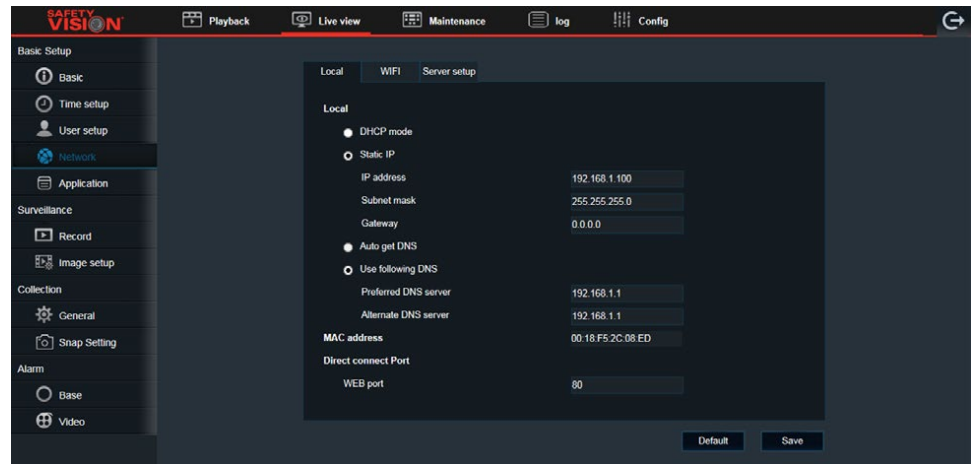 SAFETY VISION Playback Live view Maintenance log Config
Basic Setup
Basic
Time setup
User setup
Network
Application
Surveillance
Record
Image setup
Collection
General
Snap Setting
Alarm
Base
Video
Local WIFI Server setup
Local
DHCP mode
Static IP
IP address 192.168.1.100
Subnet mask 255.255.255.0
Gateway 0.0.0.0
Auto get DNS
Use following DNS
Preferred DNS server 192.168.1.1
Alternate DNS server 192.168.1.1
MAC address 00:18:F5:2C:08:ED
Direct connect Port
WEB port 80
Default Save